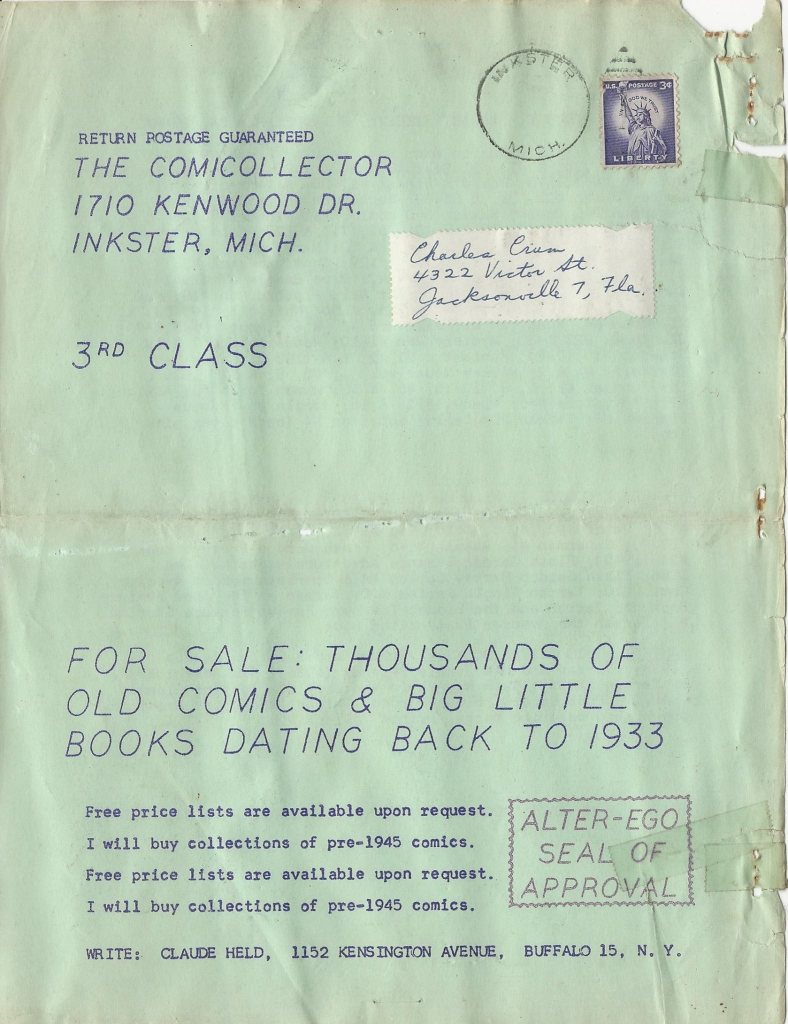 INKSTER
MICH.
U.S. POSTAGE 3¢
IN GOD WE TRUST
LIBERTY
RETURN POSTAGE GUARANTEED
THE COMICOLLECTOR
1710 KENWOOD DR.
INKSTER, MICH.
Charles Crum
4322 Victor St.
Jacksonville 7, Fla.
3RD CLASS
FOR SALE: THOUSANDS OF
OLD COMICS & BIG LITTLE
BOOKS DATING BACK TO 1933
Free price lists are available upon request.
I will buy collections of pre-1945 comics.
Free price lists are available upon request.
I will buy collections of pre-1945 comics.
ALTER-EGO
SEAL OF
APPROVAL
WRITE: CLAUDE HELD, 1152 KENSINGTON AVENUE, BUFFALO 15, N. Y.